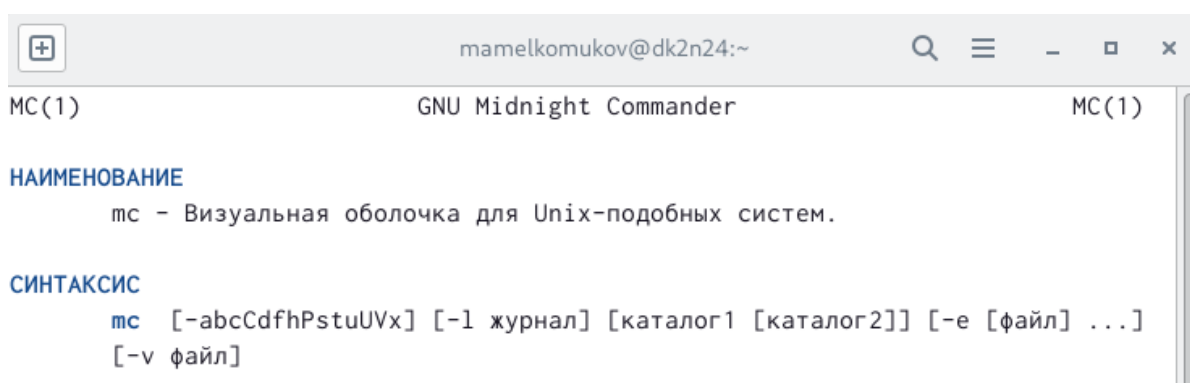 mamelkomukov@dk2n24:~
MC(1) GNU Midnight Commander MC(1)
НАИМЕНОВАНИЕ
mc - Визуальная оболочка для Unix-подобных систем.
СИНТАКСИС
mc [-abcCdfhPstuUVx] [-l журнал] [каталог1 [каталог2]] [-e [файл] ...]
[-v файл]